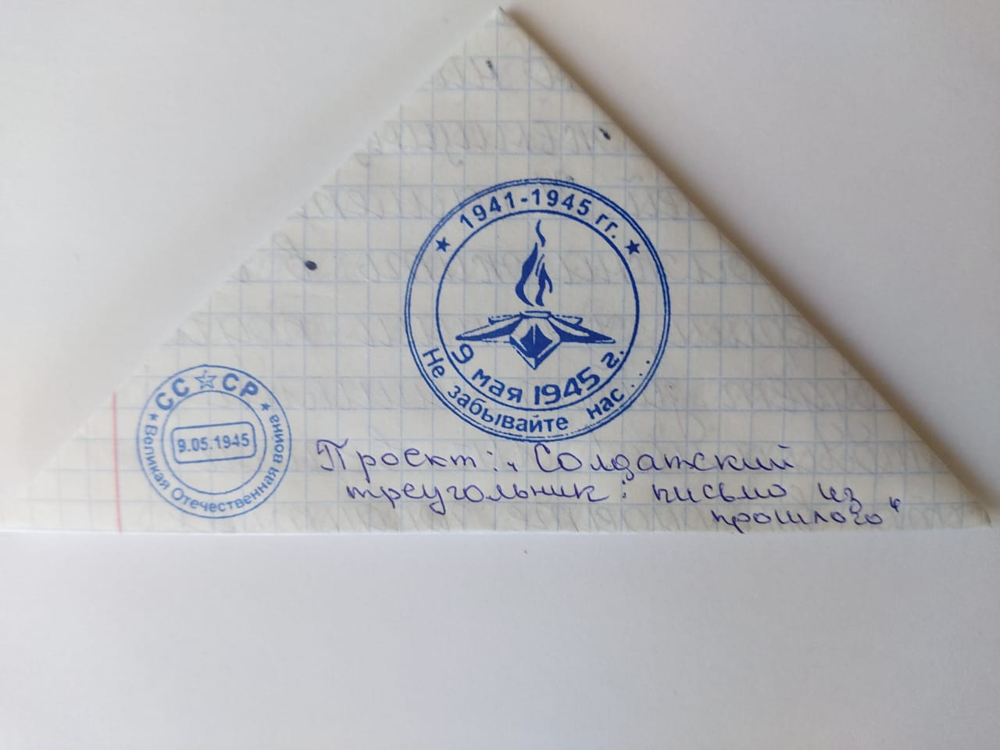 1941-1945 гг.
9 мая 1945 г.
Не забывайте нас...
СССР
9.05.1945
Великая Отечественная война
Проект: „Солдатский
треугольник: письмо из
прошлого“